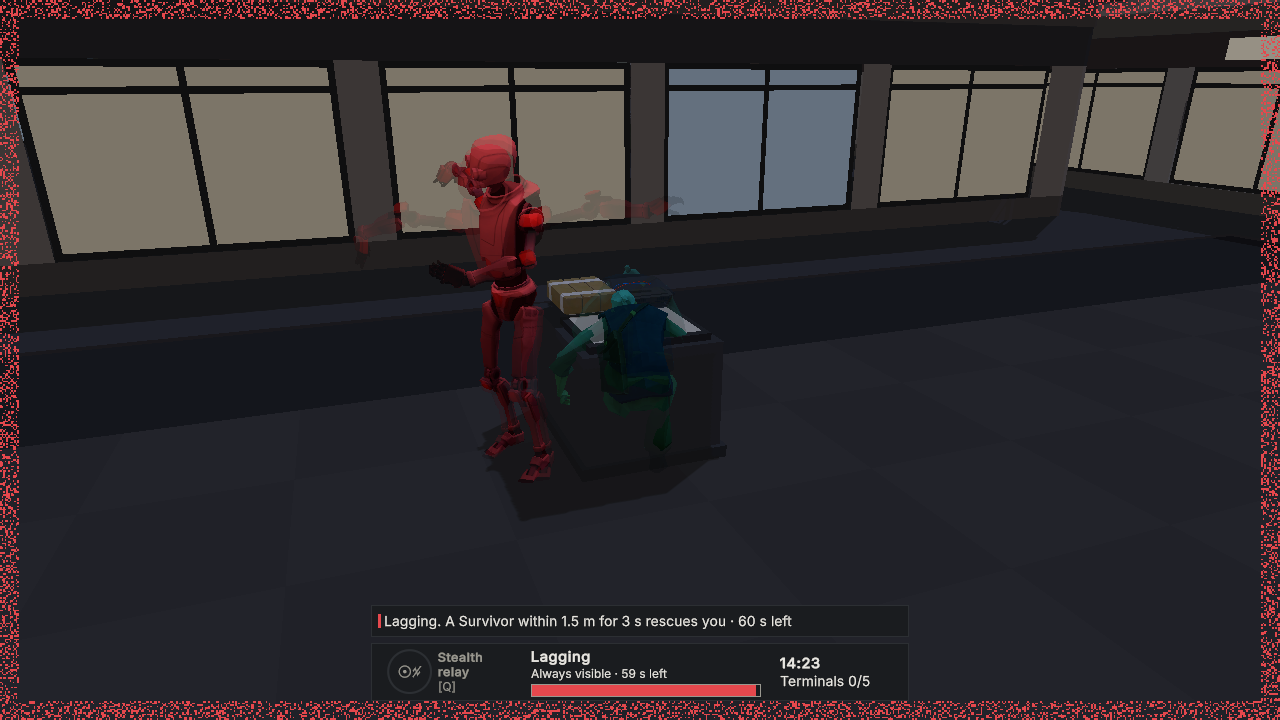 Lagging. A Survivor within 1.5 m for 3 s rescues you · 60 s left
Stealth
relay
[Q]
Lagging
Always visible · 59 s left
14:23
Terminals 0/5